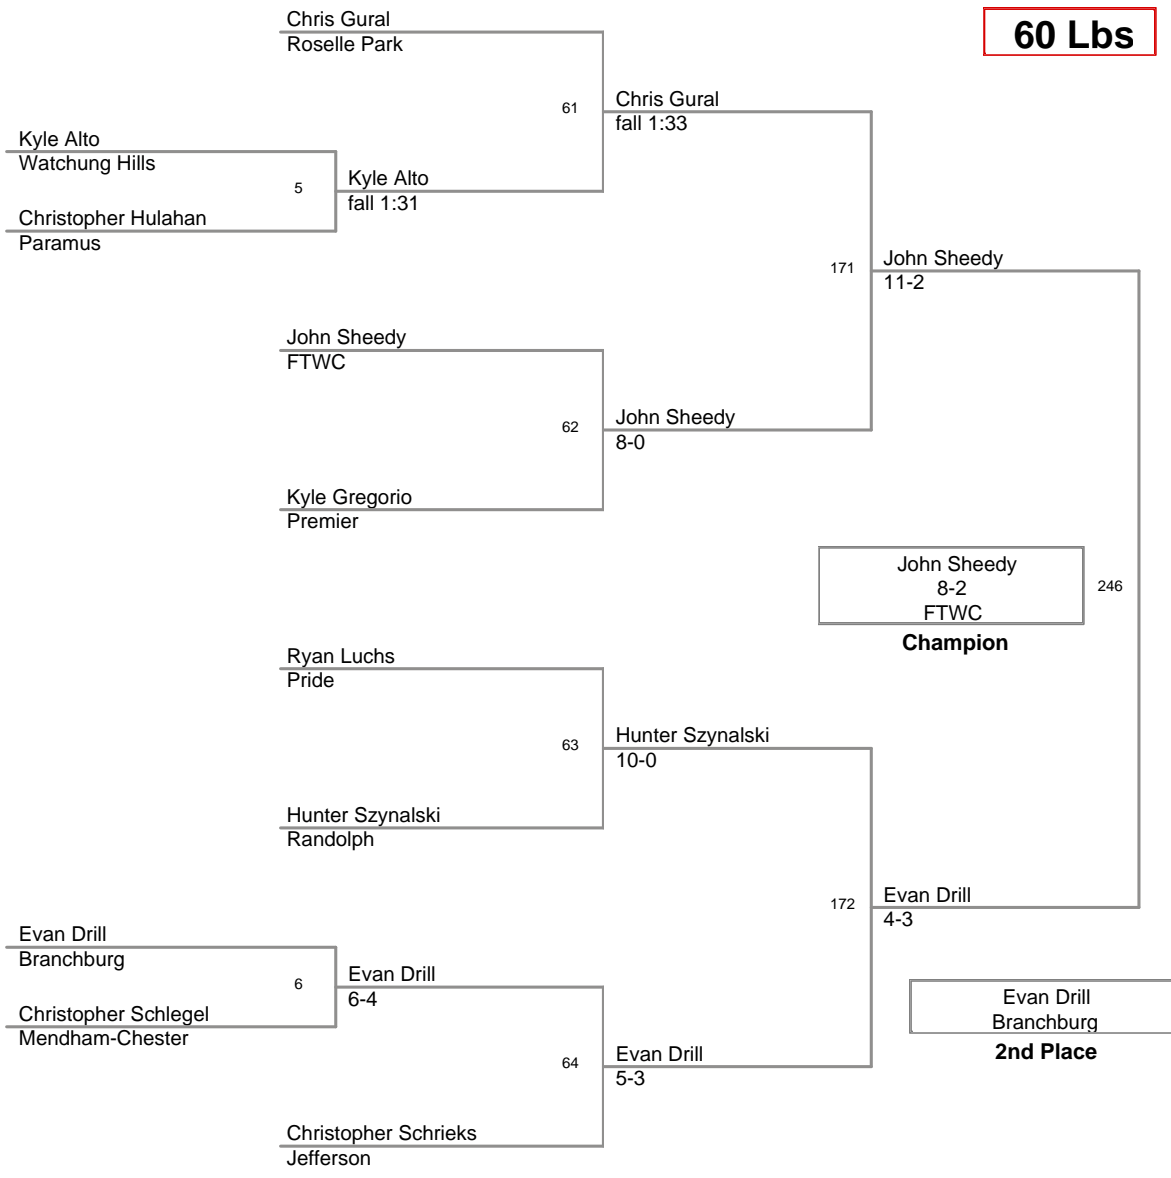 Chris Gural
Roselle Park
60 Lbs
61
Chris Gural
fall 1:33
Kyle Alto
Watchung Hills
5
Kyle Alto
fall 1:31
Christopher Hulahan
Paramus
171
John Sheedy
11-2
John Sheedy
FTWC
62
John Sheedy
8-0
Kyle Gregorio
Premier
John Sheedy
8-2
FTWC
246
Champion
Ryan Luchs
Pride
63
Hunter Szynalski
10-0
Hunter Szynalski
Randolph
172
Evan Drill
4-3
Evan Drill
Branchburg
6
Evan Drill
6-4
Christopher Schlegel
Mendham-Chester
Evan Drill
Branchburg
2nd Place
64
Evan Drill
5-3
Christopher Schrieks
Jefferson